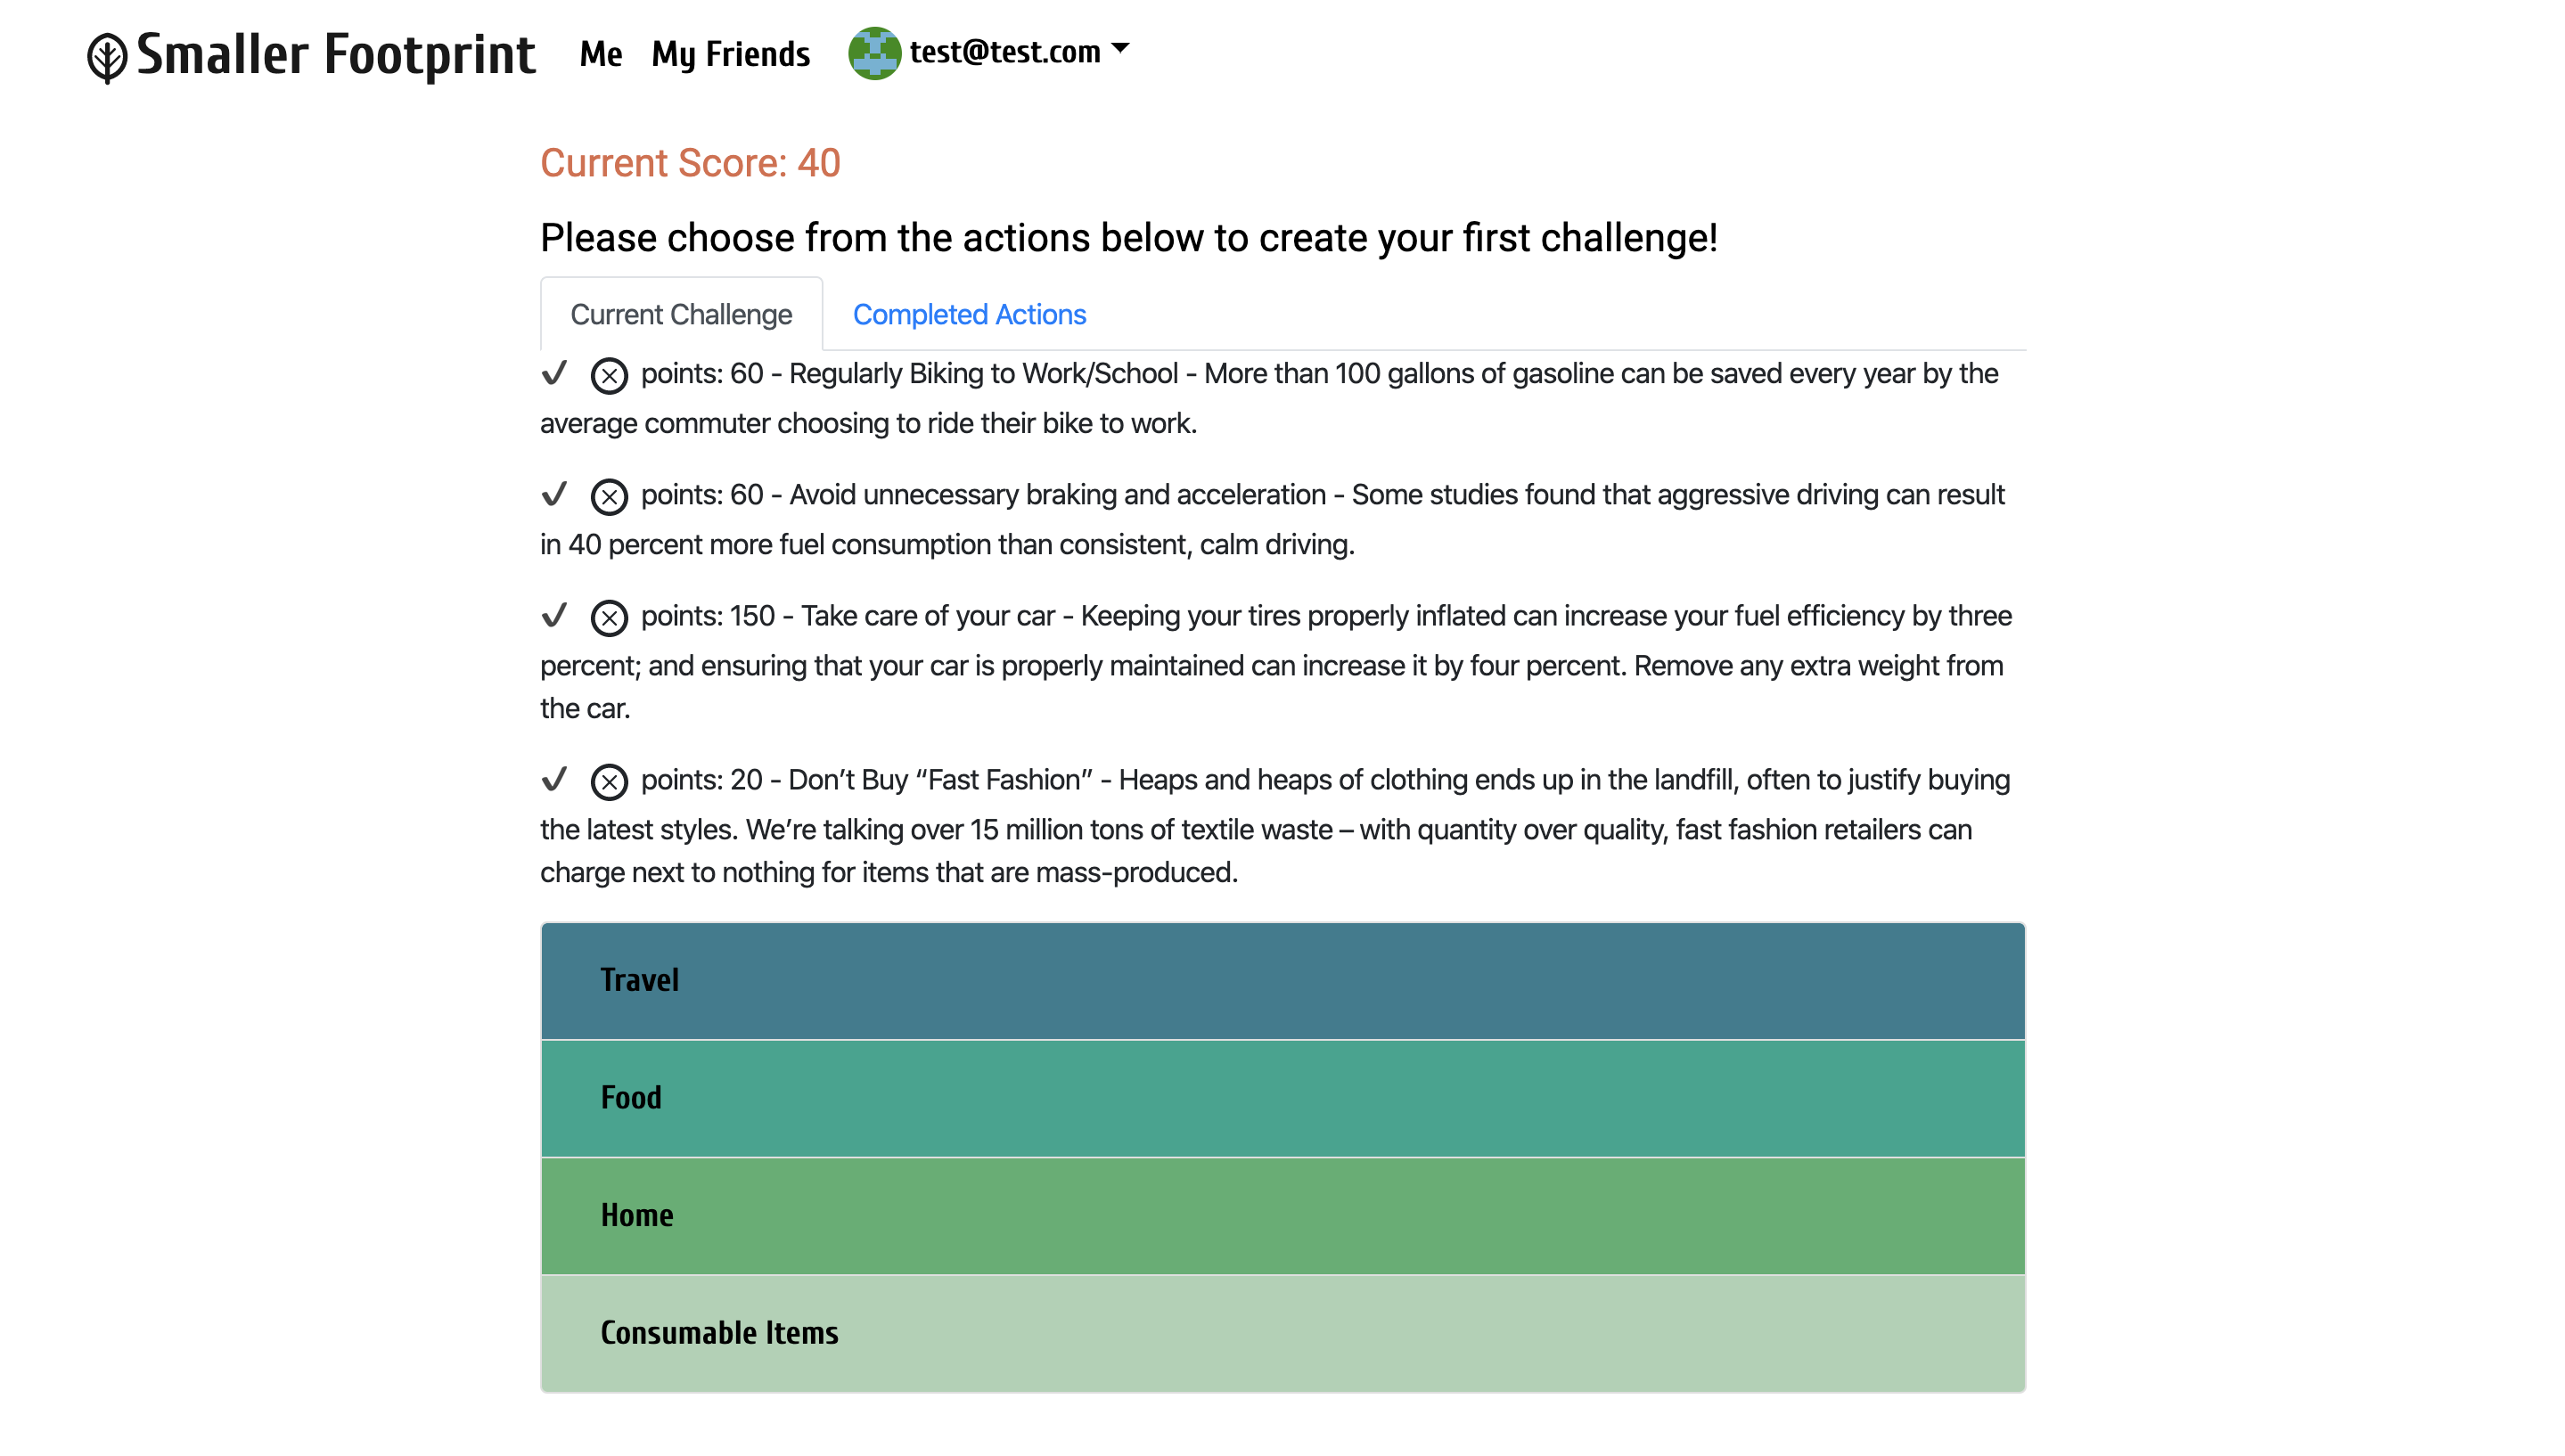 Smaller Footprint Me My Friends test@test.com
Current Score: 40
Please choose from the actions below to create your first challenge!
Current Challenge Completed Actions
points: 60 - Regularly Biking to Work/School - More than 100 gallons of gasoline can be saved every year by the
average commuter choosing to ride their bike to work.
points: 60 - Avoid unnecessary braking and acceleration - Some studies found that aggressive driving can result
in 40 percent more fuel consumption than consistent, calm driving.
points: 150 - Take care of your car - Keeping your tires properly inflated can increase your fuel efficiency by three
percent; and ensuring that your car is properly maintained can increase it by four percent. Remove any extra weight from
the car.
points: 20 - Don’t Buy “Fast Fashion” - Heaps and heaps of clothing ends up in the landfill, often to justify buying
the latest styles. We’re talking over 15 million tons of textile waste – with quantity over quality, fast fashion retailers can
charge next to nothing for items that are mass-produced.
Travel
Food
Home
Consumable Items